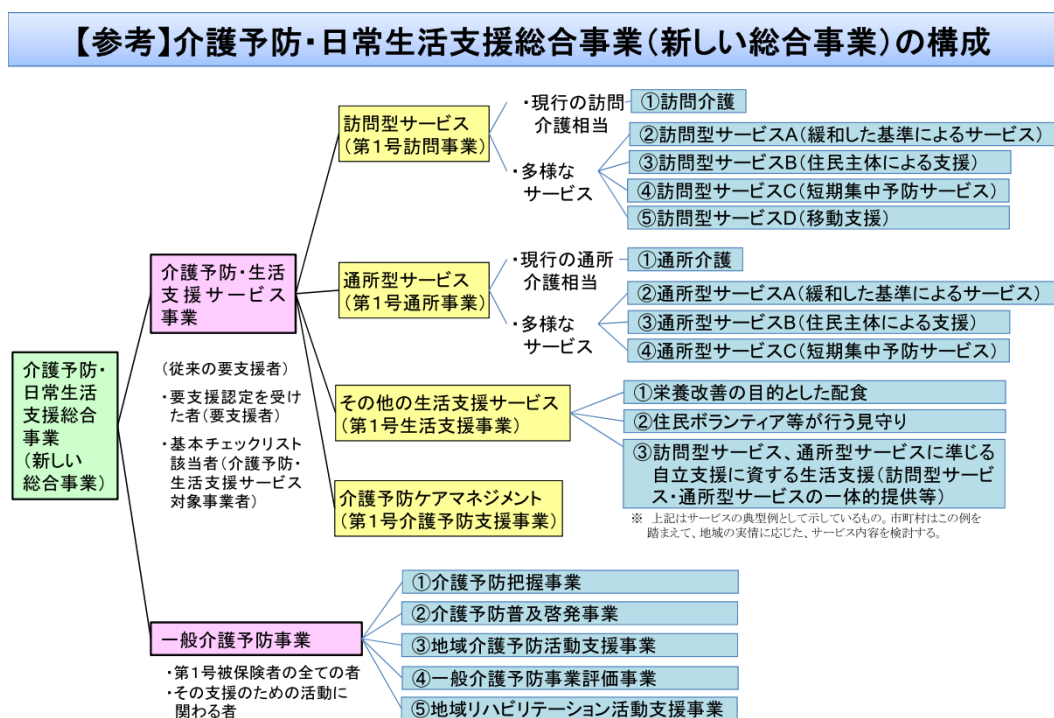 【参考】介護予防・日常生活支援総合事業(新しい総合事業)の構成
介護予防・
日常生活
支援総合
事業
(新しい
総合事業)
介護予防・生活
支援サービス
事業
(従来の要支援者)
・要支援認定を受け
た者(要支援者)
・基本チェックリスト
該当者(介護予防・
生活支援サービス
対象事業者)
訪問型サービス
(第1号訪問事業)
・現行の訪問
介護相当
①訪問介護
・多様な
サービス
②訪問型サービスA(緩和した基準によるサービス)
③訪問型サービスB(住民主体による支援)
④訪問型サービスC(短期集中予防サービス)
⑤訪問型サービスD(移動支援)
通所型サービス
(第1号通所事業)
・現行の通所
介護相当
①通所介護
・多様な
サービス
②通所型サービスA(緩和した基準によるサービス)
③通所型サービスB(住民主体による支援)
④通所型サービスC(短期集中予防サービス)
その他の生活支援サービス
(第1号生活支援事業)
①栄養改善の目的とした配食
②住民ボランティア等が行う見守り
③訪問型サービス、通所型サービスに準じる
自立支援に資する生活支援(訪問型サービ
ス・通所型サービスの一体的提供等)
※ 上記はサービスの典型例として示しているもの。市町村はこの例を
踏まえて、地域の実情に応じた、サービス内容を検討する。
介護予防ケアマネジメント
(第1号介護予防支援事業)
一般介護予防事業
・第1号被保険者の全ての者
・その支援のための活動に
関わる者
①介護予防把握事業
②介護予防普及啓発事業
③地域介護予防活動支援事業
④一般介護予防事業評価事業
⑤地域リハビリテーション活動支援事業